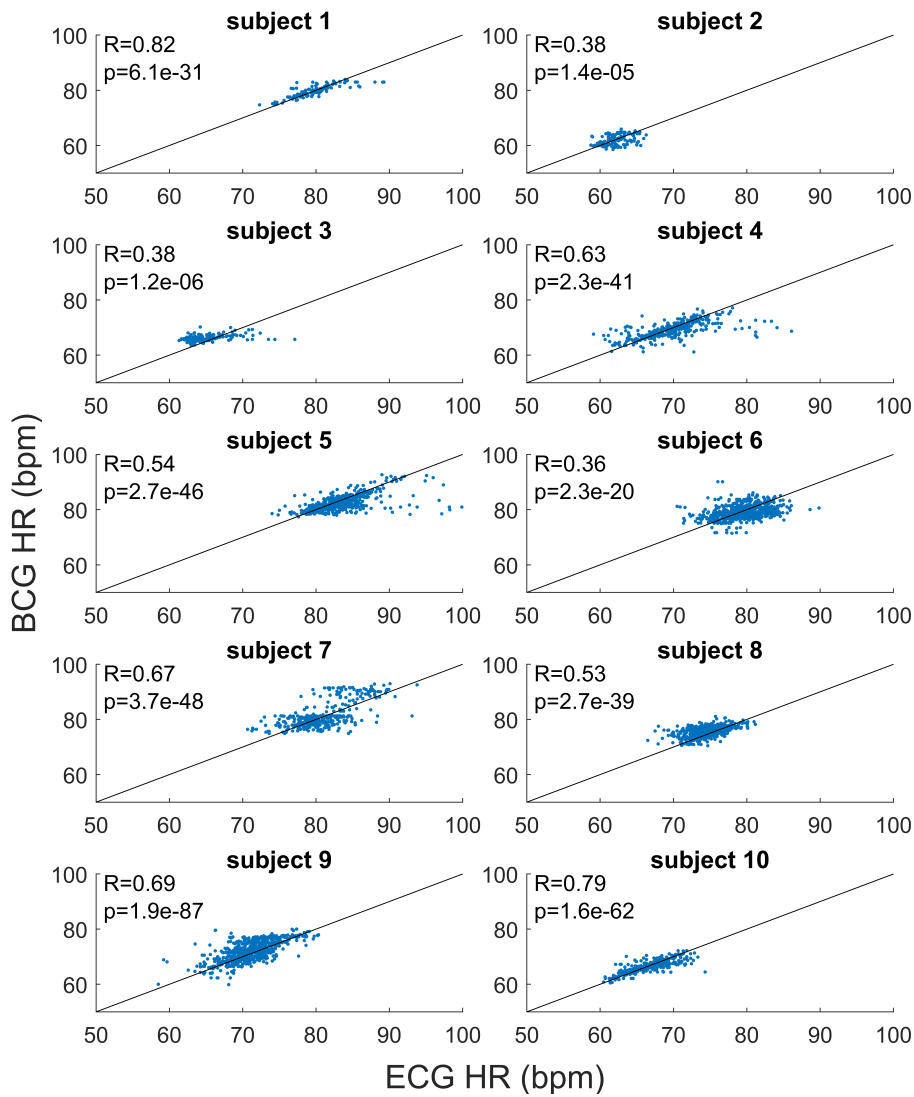 subject 1
R=0.82
p=6.1e-31
100
80
60
50 60 70 80 90 100
subject 2
R=0.38
p=1.4e-05
100
80
60
50 60 70 80 90 100
subject 3
R=0.38
p=1.2e-06
100
80
60
50 60 70 80 90 100
subject 4
R=0.63
p=2.3e-41
100
80
60
50 60 70 80 90 100
subject 5
R=0.54
p=2.7e-46
100
80
60
50 60 70 80 90 100
subject 6
R=0.36
p=2.3e-20
100
80
60
50 60 70 80 90 100
subject 7
R=0.67
p=3.7e-48
100
80
60
50 60 70 80 90 100
subject 8
R=0.53
p=2.7e-39
100
80
60
50 60 70 80 90 100
subject 9
R=0.69
p=1.9e-87
100
80
60
50 60 70 80 90 100
subject 10
R=0.79
p=1.6e-62
100
80
60
50 60 70 80 90 100
BCG HR (bpm)
ECG HR (bpm)